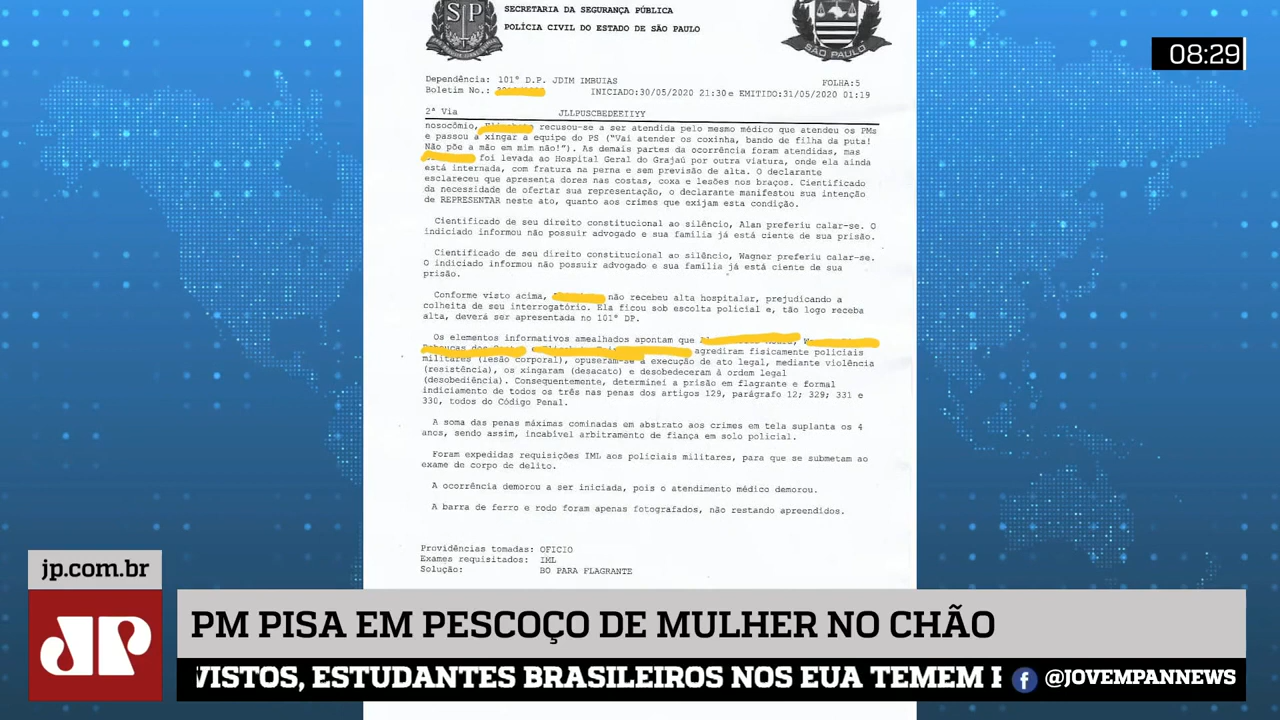 SECRETARIA DA SEGURANÇA PÚBLICA
POLÍCIA CIVIL DO ESTADO DE SÃO PAULO
SP
SÃO PAULO
08:29
Dependência: 101º D.P. JDIM IMBUIAS FOLHA:5
Boletim No.: INICIADO:30/05/2020 21:30 e EMITIDO:31/05/2020 01:19
2ª Via JLLPUSCBEDEEIIYY
nosocômio, recusou-se a ser atendida pelo mesmo médico que atendeu os PMs
e passou a xingar a equipe do PS ("Vai atender os coxinha, bando de filha da puta!
Não põe a mão em mim não!"). As demais partes da ocorrência foram atendidas, mas
foi levada ao Hospital Geral do Grajaú por outra viatura, onde ela ainda
está internada, com fratura na perna e sem previsão de alta. O declarante
esclareceu que apresenta dores nas costas, coxa e lesões nos braços. Cientificado
da necessidade de ofertar sua representação, o declarante manifestou sua intenção
de REPRESENTAR neste ato, quanto aos crimes que exijam esta condição.
Cientificado de seu direito constitucional ao silêncio, Alan preferiu calar-se. O
indiciado informou não possuir advogado e sua família já está ciente de sua prisão.
Cientificado de seu direito constitucional ao silêncio, Wagner preferiu calar-se.
O indiciado informou não possuir advogado e sua família já está ciente de sua
prisão.
Conforme visto acima, não recebeu alta hospitalar, prejudicando a
colheita de seu interrogatório. Ela ficou sob escolta policial e, tão logo receba
alta, deverá ser apresentada no 101º DP.
Os elementos informativos amealhados apontam que
agrediram fisicamente policiais
militares (lesão corporal), opuseram-se a execução de ato legal, mediante violência
(resistência), os xingaram (desacato) e desobedeceram à ordem legal
(desobediência). Consequentemente, determinei a prisão em flagrante e formal
indiciamento de todos os três nas penas dos artigos 129, parágrafo 12; 329; 331 e
330, todos do Código Penal.
A soma das penas máximas cominadas em abstrato aos crimes em tela suplanta os 4
anos, sendo assim, incabível arbitramento de fiança em solo policial.
Foram expedidas requisições IML aos policiais militares, para que se submetam ao
exame de corpo de delito.
A ocorrência demorou a ser iniciada, pois o atendimento médico demorou.
A barra de ferro e rodo foram apenas fotografados, não restando apreendidos.
Providências tomadas: OFICIO
Exames requisitados: IML
Solução: BO PARA FLAGRANTE
jp.com.br
JP
PM PISA EM PESCOÇO DE MULHER NO CHÃO
VISTOS, ESTUDANTES BRASILEIROS NOS EUA TEMEM
f @JOVEMPANNEWS